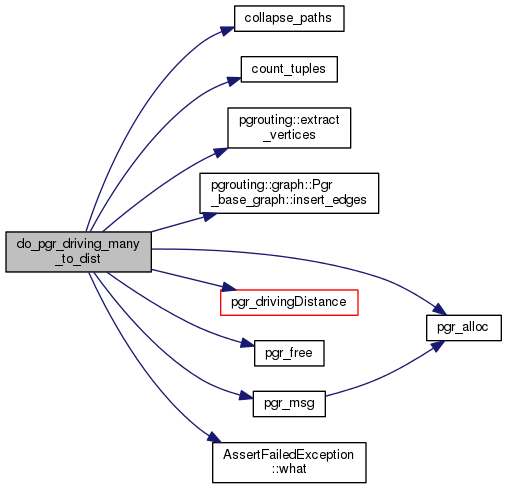 collapse_paths
count_tuples
pgrouting::extract
_vertices
pgrouting::graph::Pgr
_base_graph::insert_edges
do_pgr_driving_many
_to_dist
pgr_drivingDistance
pgr_alloc
pgr_free
pgr_msg
AssertFailedException
::what